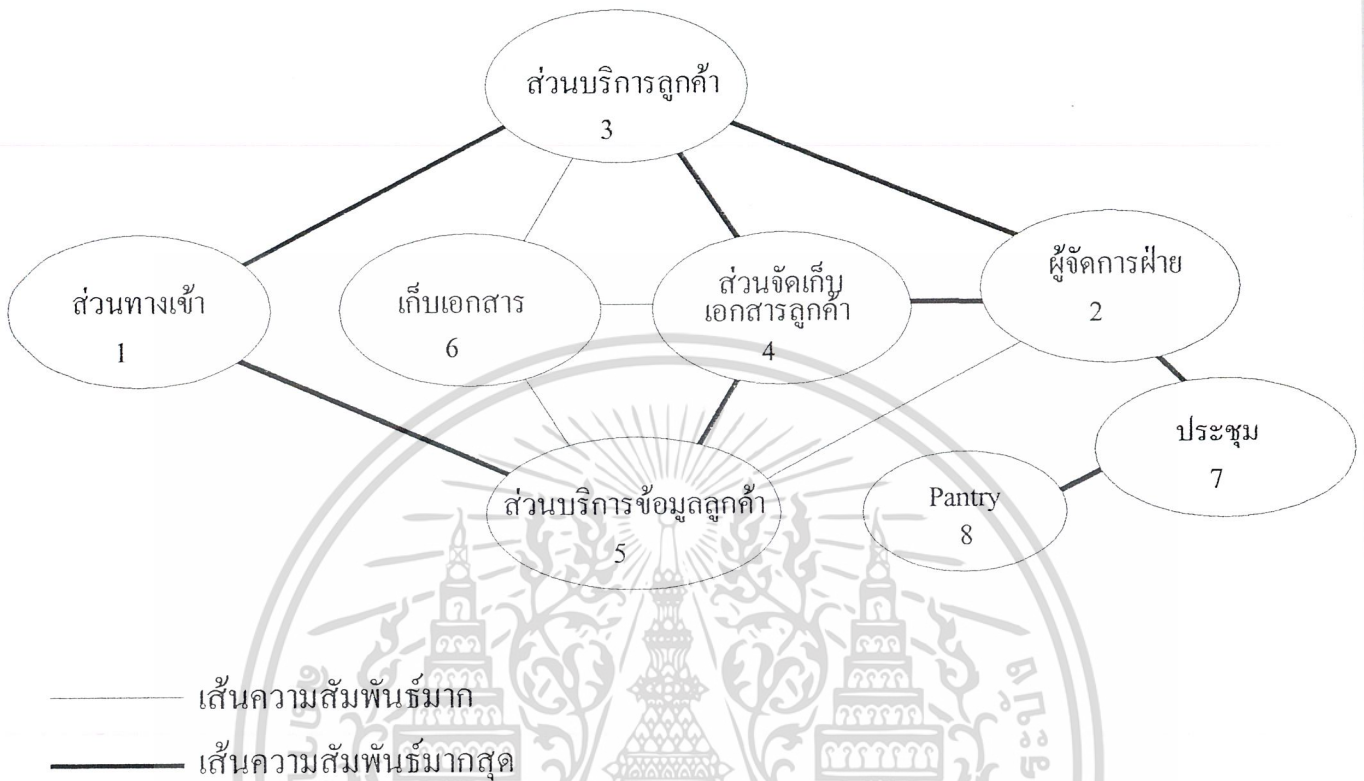 ส่วนบริการลูกค้า
3
ส่วนทางเข้า
1
เก็บเอกสาร
6
ส่วนจัดเก็บ
เอกสารลูกค้า
4
ผู้จัดการฝ่าย
2
ประชุม
7
ส่วนบริการข้อมูลลูกค้า
5
Pantry
8
เส้นความสัมพันธ์มาก
เส้นความสัมพันธ์มากสุด